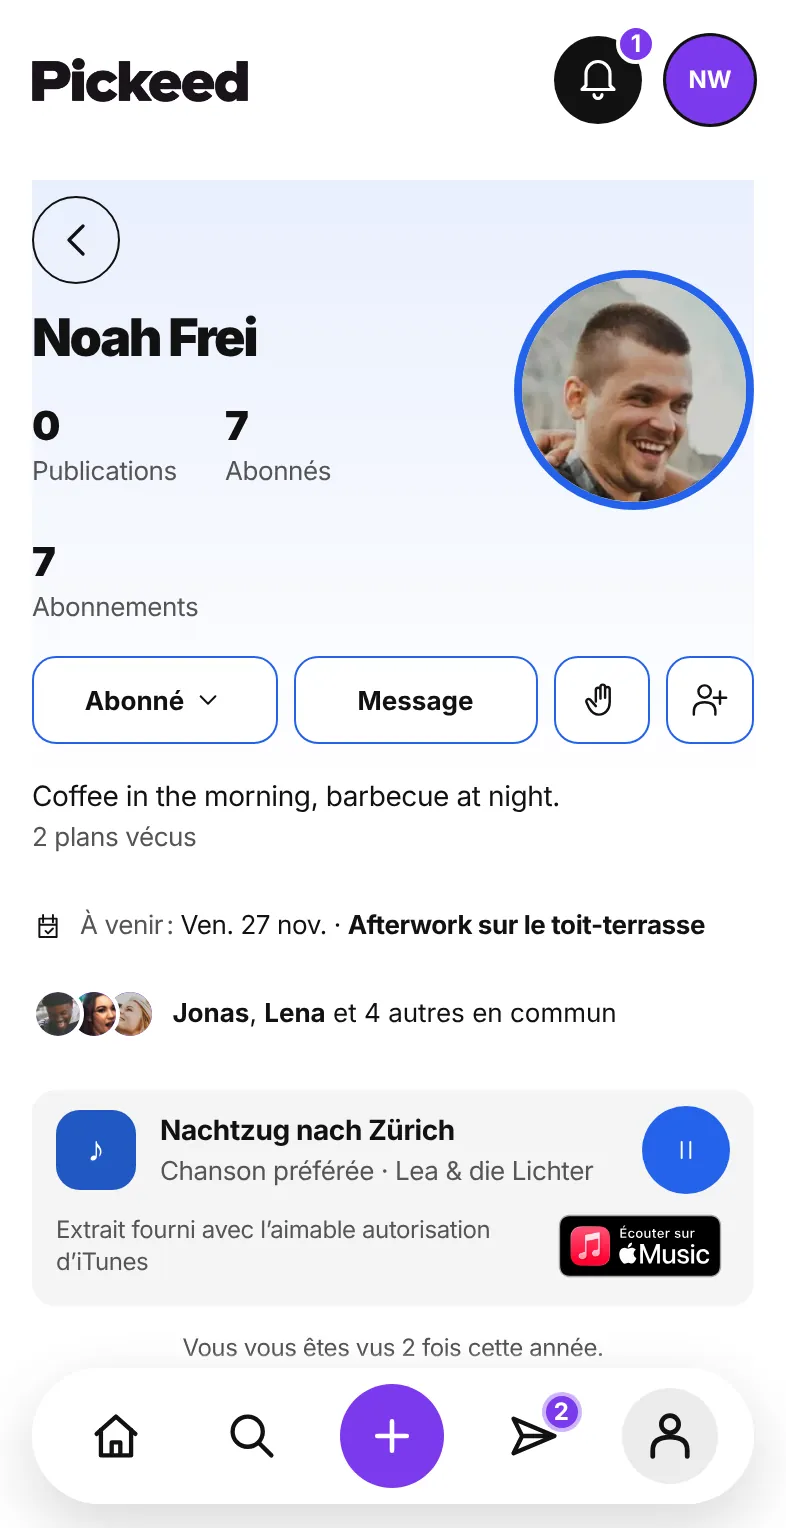 Pickeed
1
NW
Noah Frei
0
Publications
7
Abonnés
7
Abonnements
Abonné
Message
Coffee in the morning, barbecue at night.
2 plans vécus
À venir : Ven. 27 nov. · Afterwork sur le toit-terrasse
Jonas, Lena et 4 autres en commun
Nachtzug nach Zürich
Chanson préférée · Lea & die Lichter
Extrait fourni avec l’aimable autorisation
d’iTunes
Écouter sur
Music
Vous vous êtes vus 2 fois cette année.
2